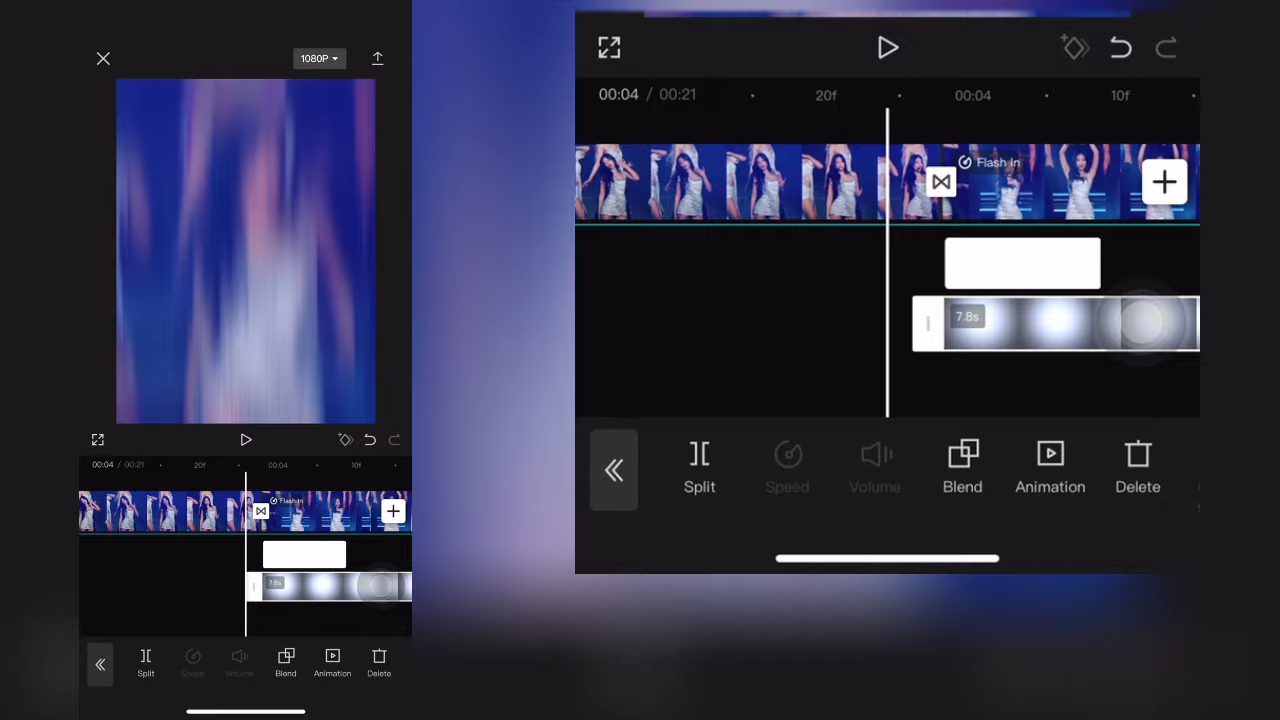 1080P
00:04 / 00:21
20f
00:04
10f
Flash In
7.8s
Split
Speed
Volume
Blend
Animation
Delete
00:04 / 00:21
20f
00:04
10f
Flash In
7.8s
Split
Speed
Volume
Blend
Animation
Delete